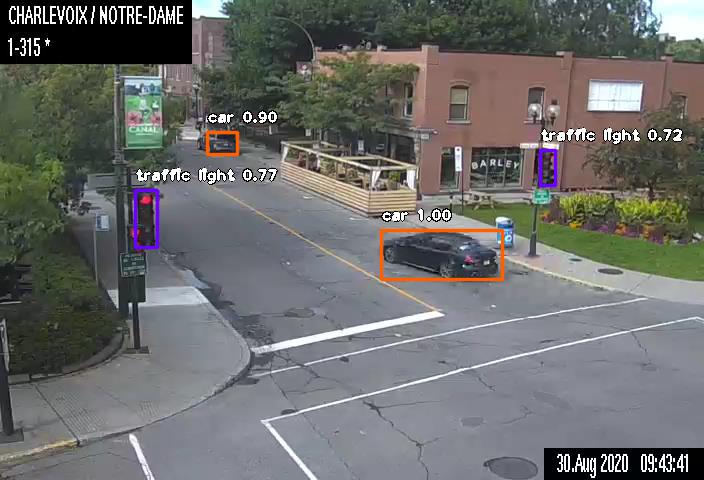 CHARLEVOIX / NOTRE-DAME
1-315 *
car 0.90
traffic light 0.72
CANAL
BARLEY
traffic light 0.77
car 1.00
30.Aug 2020 09:43:41